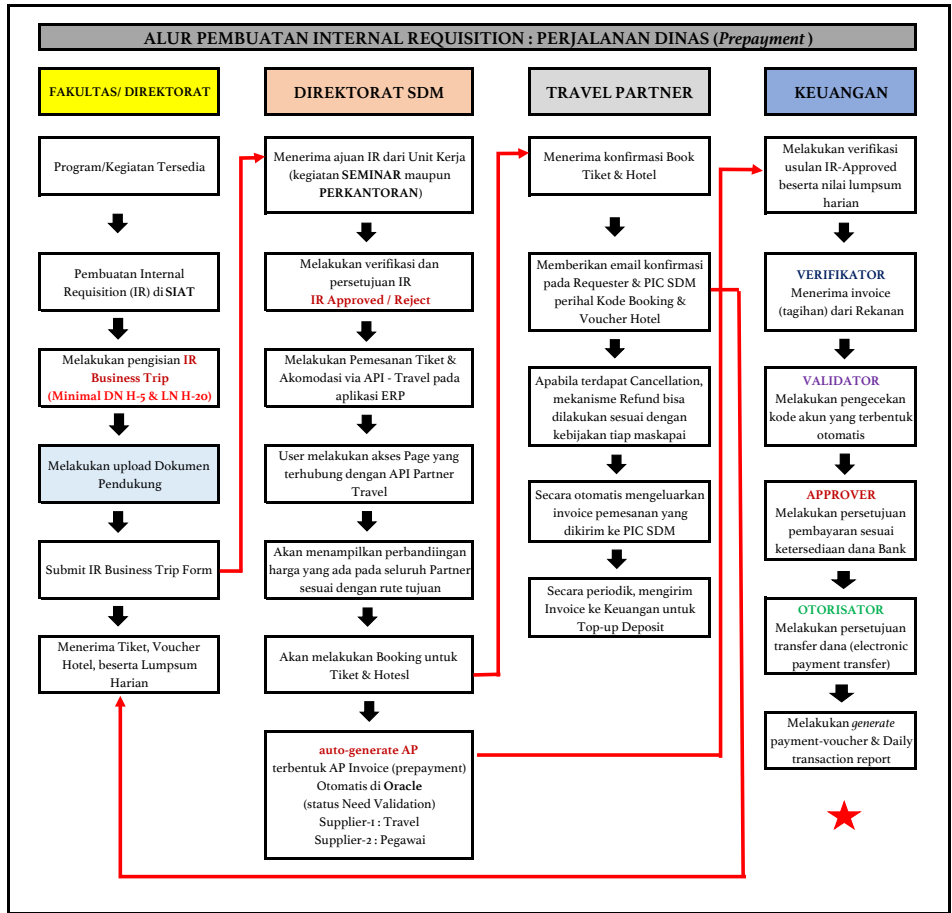 ALUR PEMBUATAN INTERNAL REQUISITION : PERJALANAN DINAS (Prepayment )
FAKULTAS/ DIREKTORAT
Program/Kegiatan Tersedia
Pembuatan Internal
Requisition (IR) di SIAT
Melakukan pengisian IR
Business Trip
(Minimal DN H-5 & LN H-20)
Melakukan upload Dokumen
Pendukung
Submit IR Business Trip Form
Menerima Tiket, Voucher
Hotel, beserta Lumpsum
Harian
DIREKTORAT SDM
Menerima ajuan IR dari Unit Kerja
(kegiatan SEMINAR maupun
PERKANTORAN)
Melakukan verifikasi dan
persetujuan IR
IR Approved / Reject
Melakukan Pemesanan Tiket &
Akomodasi via API - Travel pada
aplikasi ERP
User melakukan akses Page yang
terhubung dengan API Partner
Travel
Akan menampilkan perbandiingan
harga yang ada pada seluruh Partner
sesuai dengan rute tujuan
Akan melakukan Booking untuk
Tiket & Hotesl
auto-generate AP
terbentuk AP Invoice (prepayment)
Otomatis di Oracle
(status Need Validation)
Supplier-1 : Travel
Supplier-2 : Pegawai
TRAVEL PARTNER
Menerima konfirmasi Book
Tiket & Hotel
Memberikan email konfirmasi
pada Requester & PIC SDM
perihal Kode Booking &
Voucher Hotel
Apabila terdapat Cancellation,
mekanisme Refund bisa
dilakukan sesuai dengan
kebijakan tiap maskapai
Secara otomatis mengeluarkan
invoice pemesanan yang
dikirim ke PIC SDM
Secara periodik, mengirim
Invoice ke Keuangan untuk
Top-up Deposit
KEUANGAN
Melakukan verifikasi
usulan IR-Approved
beserta nilai lumpsum
harian
VERIFIKATOR
Menerima invoice
(tagihan) dari Rekanan
VALIDATOR
Melakukan pengecekan
kode akun yang terbentuk
otomatis
APPROVER
Melakukan persetujuan
pembayaran sesuai
ketersediaan dana Bank
OTORISATOR
Melakukan persetujuan
transfer dana (electronic
payment transfer)
Melakukan generate
payment-voucher & Daily
transaction report